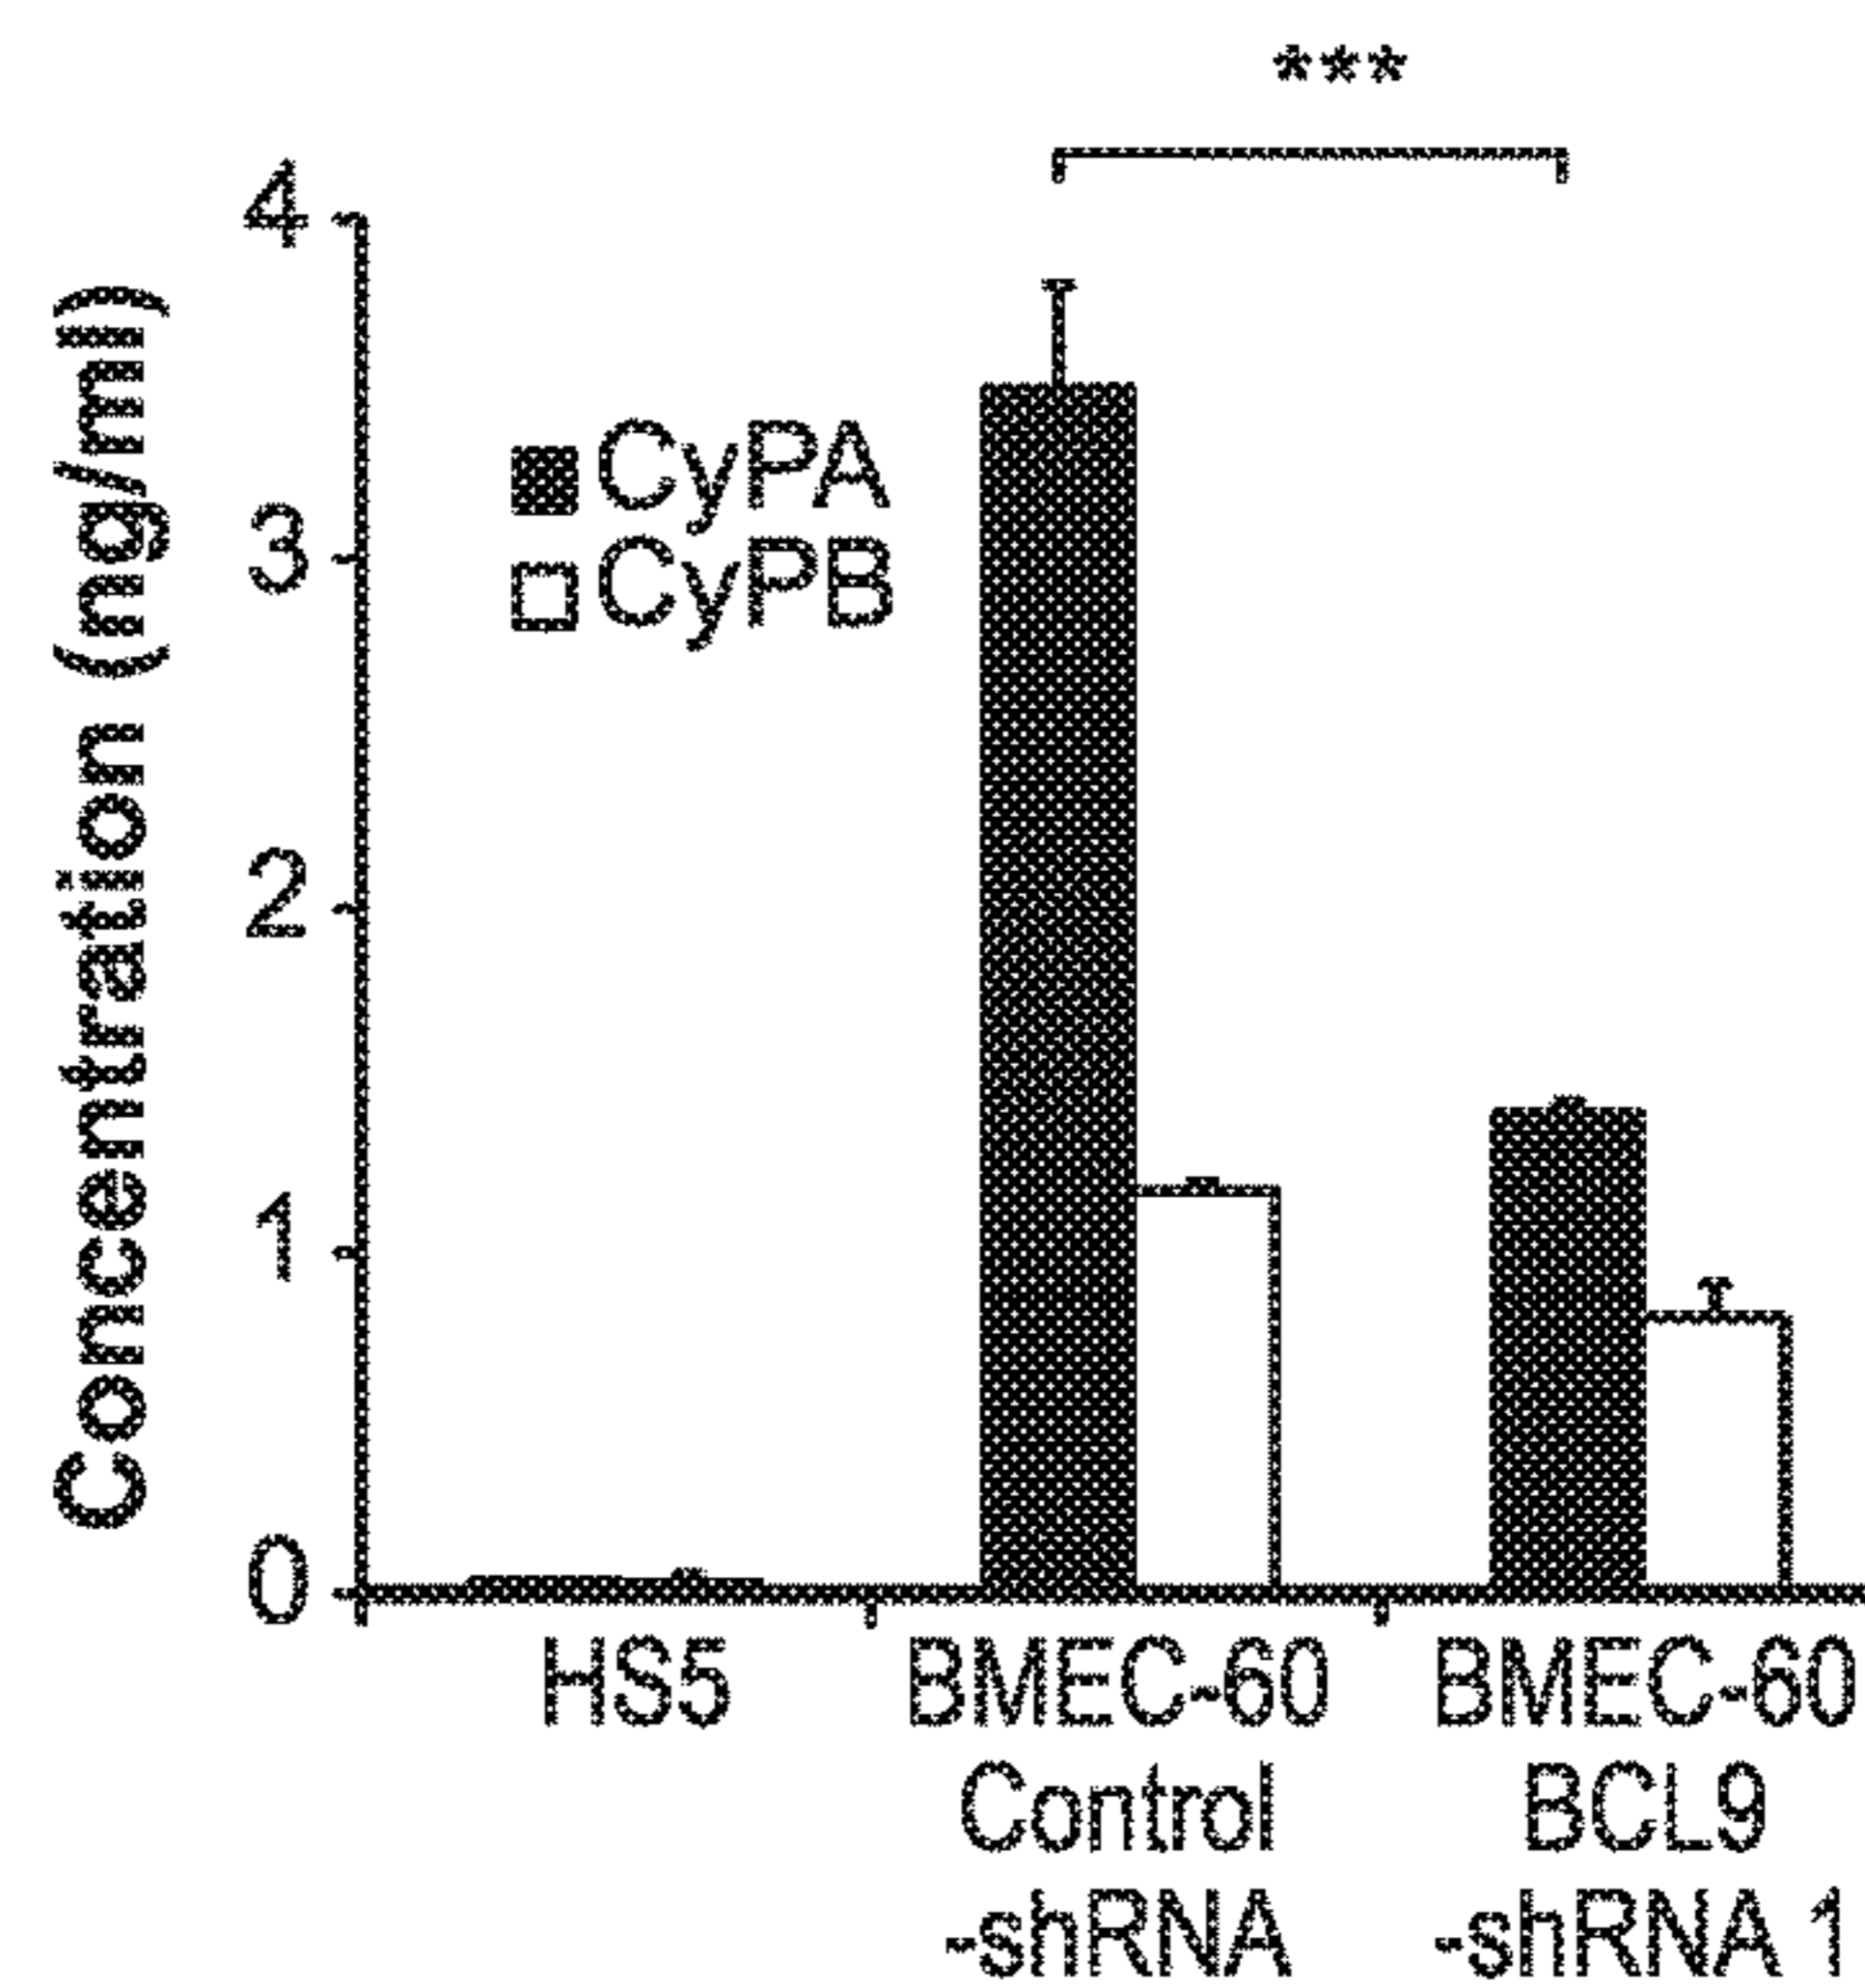 ***
Concentration (ng/ml)
4
3
2
1
0
CyPA
CyPB
HS5
BMEC-60
Control
-shRNA
BMEC-60
BCL9
-shRNA 1